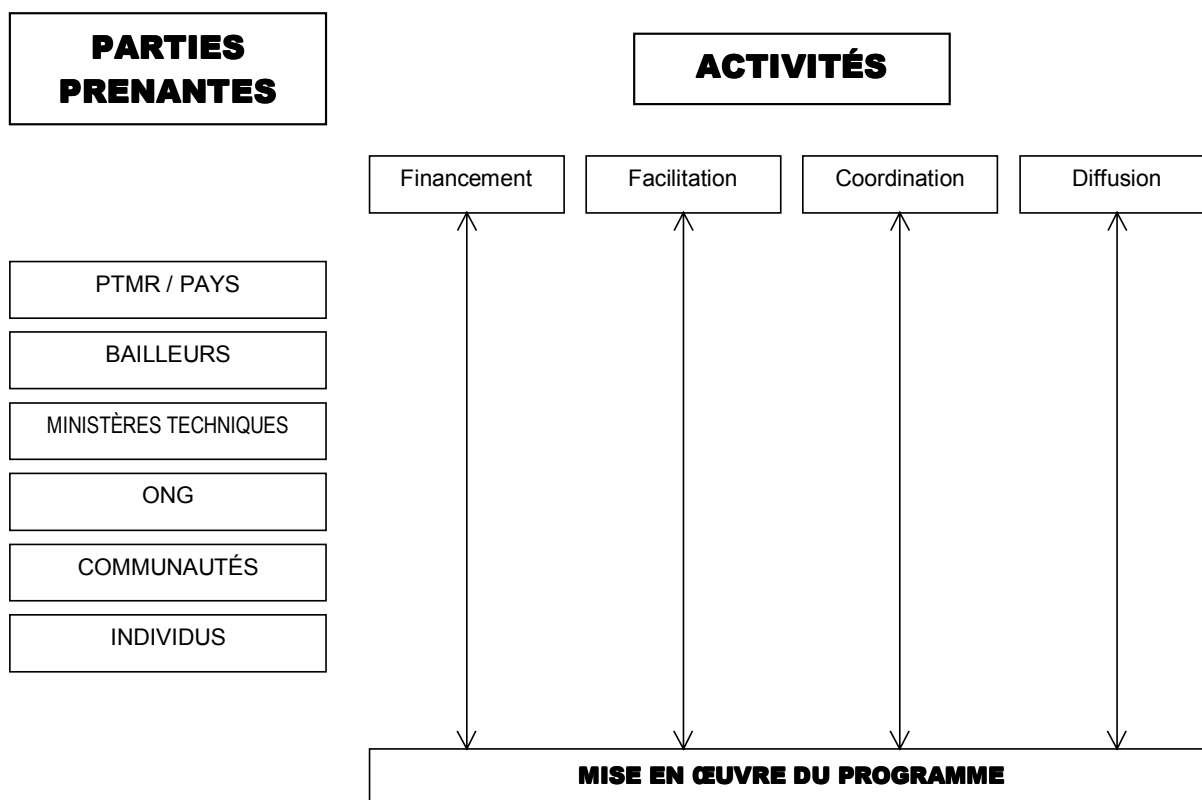 PARTIES
PRENANTES
ACTIVITÉS
Financement
Facilitation
Coordination
Diffusion
PTMR / PAYS
BAILLEURS
MINISTÈRES TECHNIQUES
ONG
COMMUNAUTÉS
INDIVIDUS
MISE EN ŒUVRE DU PROGRAMME